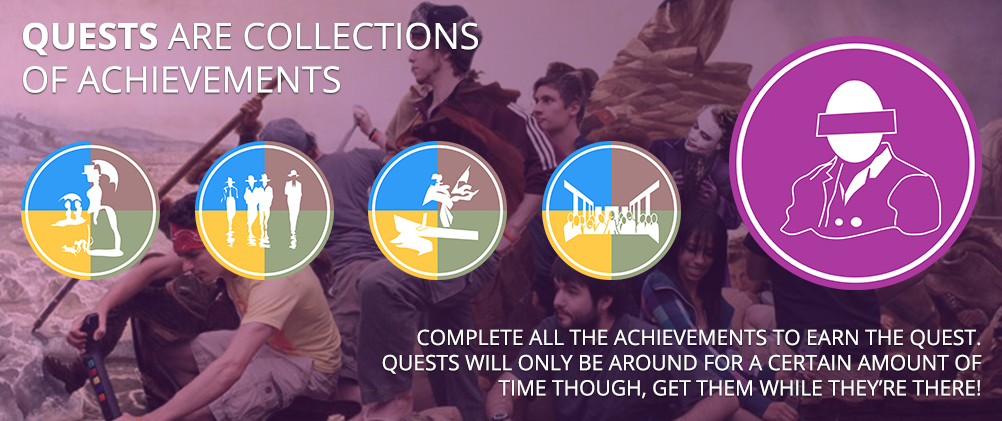 QUESTS ARE COLLECTIONS
OF ACHIEVEMENTS
COMPLETE ALL THE ACHIEVEMENTS TO EARN THE QUEST.
QUESTS WILL ONLY BE AROUND FOR A CERTAIN AMOUNT OF
TIME THOUGH, GET THEM WHILE THEY'RE THERE!